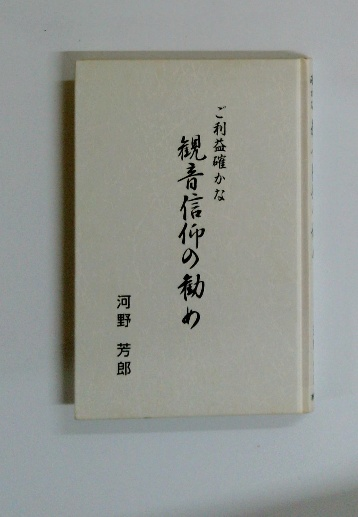 ご利益確かな
観音信仰の勧め
河野 芳郎